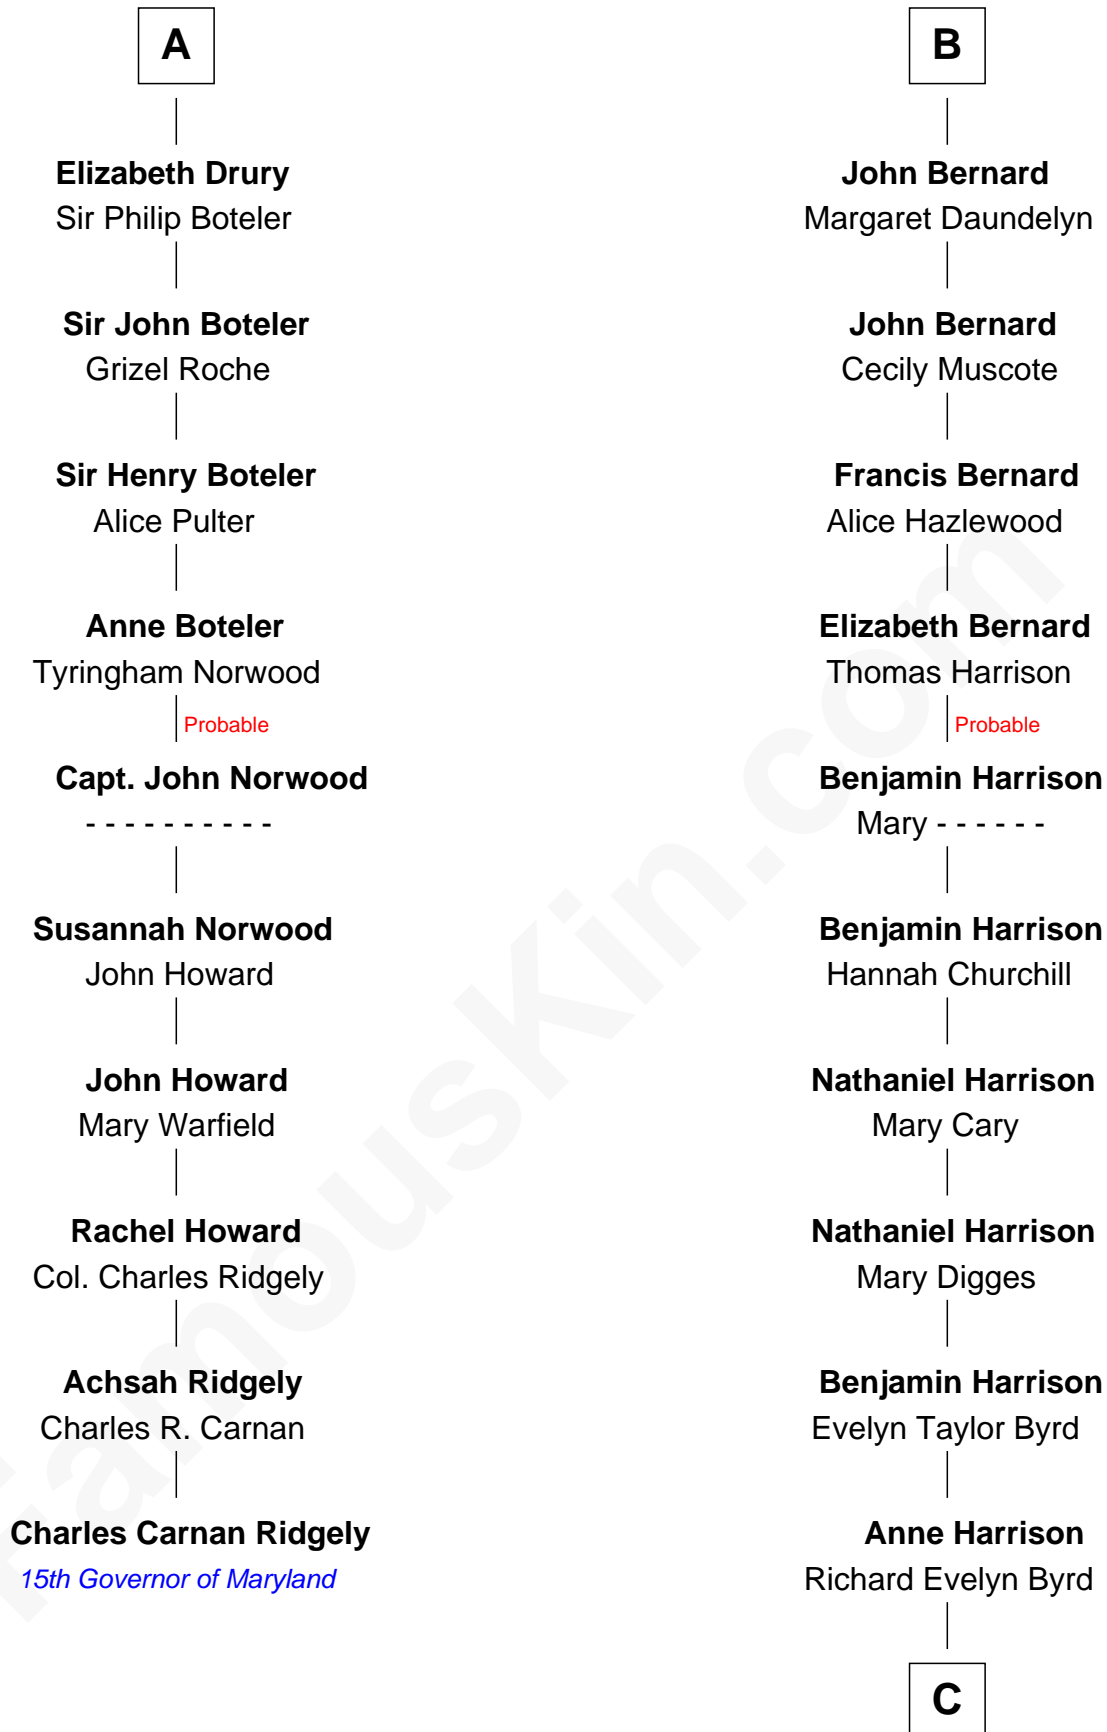 A
Elizabeth Drury
Sir Philip Boteler
Sir John Boteler
Grizel Roche
Sir Henry Boteler
Alice Pulter
Anne Boteler
Tyringham Norwood
Probable
Capt. John Norwood
- - - - - - - - - -
Susannah Norwood
John Howard
John Howard
Mary Warfield
Rachel Howard
Col. Charles Ridgely
Achsah Ridgely
Charles R. Carnan
Charles Carnan Ridgely
15th Governor of Maryland
B
John Bernard
Margaret Daundelyn
John Bernard
Cecily Muscote
Francis Bernard
Alice Hazlewood
Elizabeth Bernard
Thomas Harrison
Probable
Benjamin Harrison
Mary - - - - - -
Benjamin Harrison
Hannah Churchill
Nathaniel Harrison
Mary Cary
Nathaniel Harrison
Mary Digges
Benjamin Harrison
Evelyn Taylor Byrd
Anne Harrison
Richard Evelyn Byrd
C
FamousKin.com